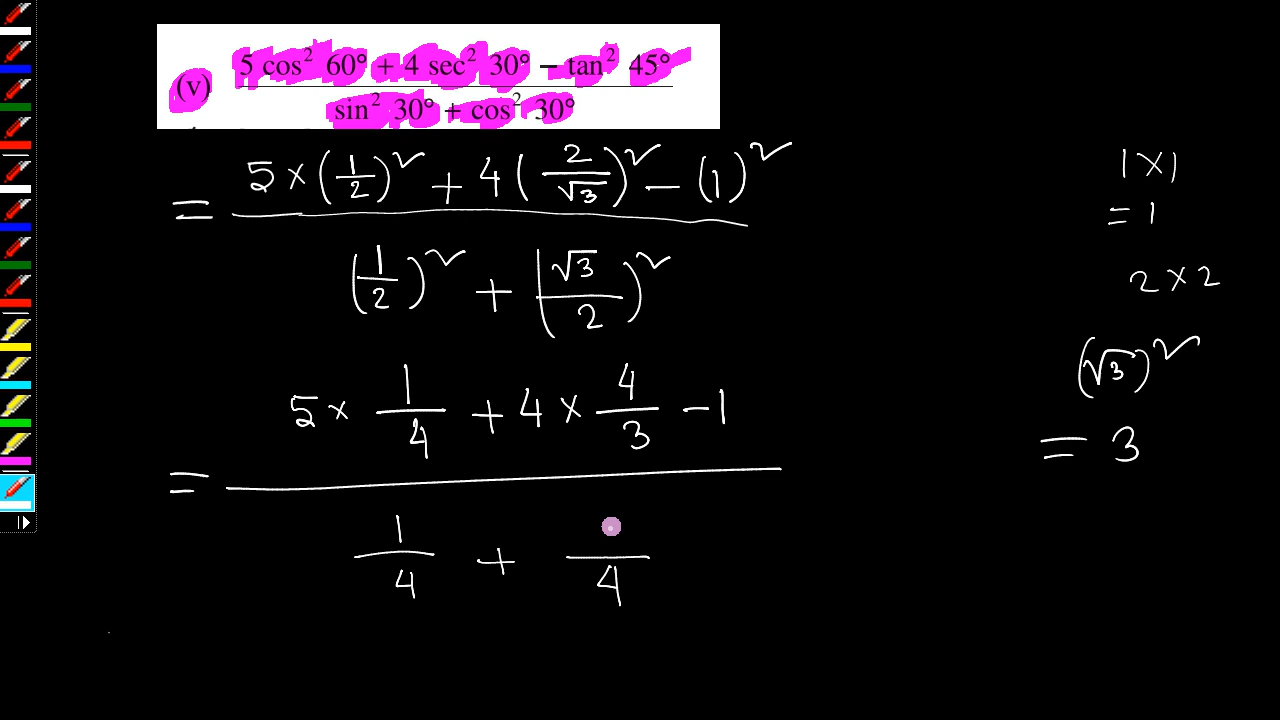 (v) 5 cos² 60° + 4 sec² 30° − tan² 45°
sin² 30° + cos² 30°
= 5 × (1/2)² + 4 (2/√3)² − (1)²
(1/2)² + (√3/2)²
= 5 × 1/4 + 4 × 4/3 − 1
1/4 + /4
1 × 1
= 1
2 × 2
(√3)²
= 3